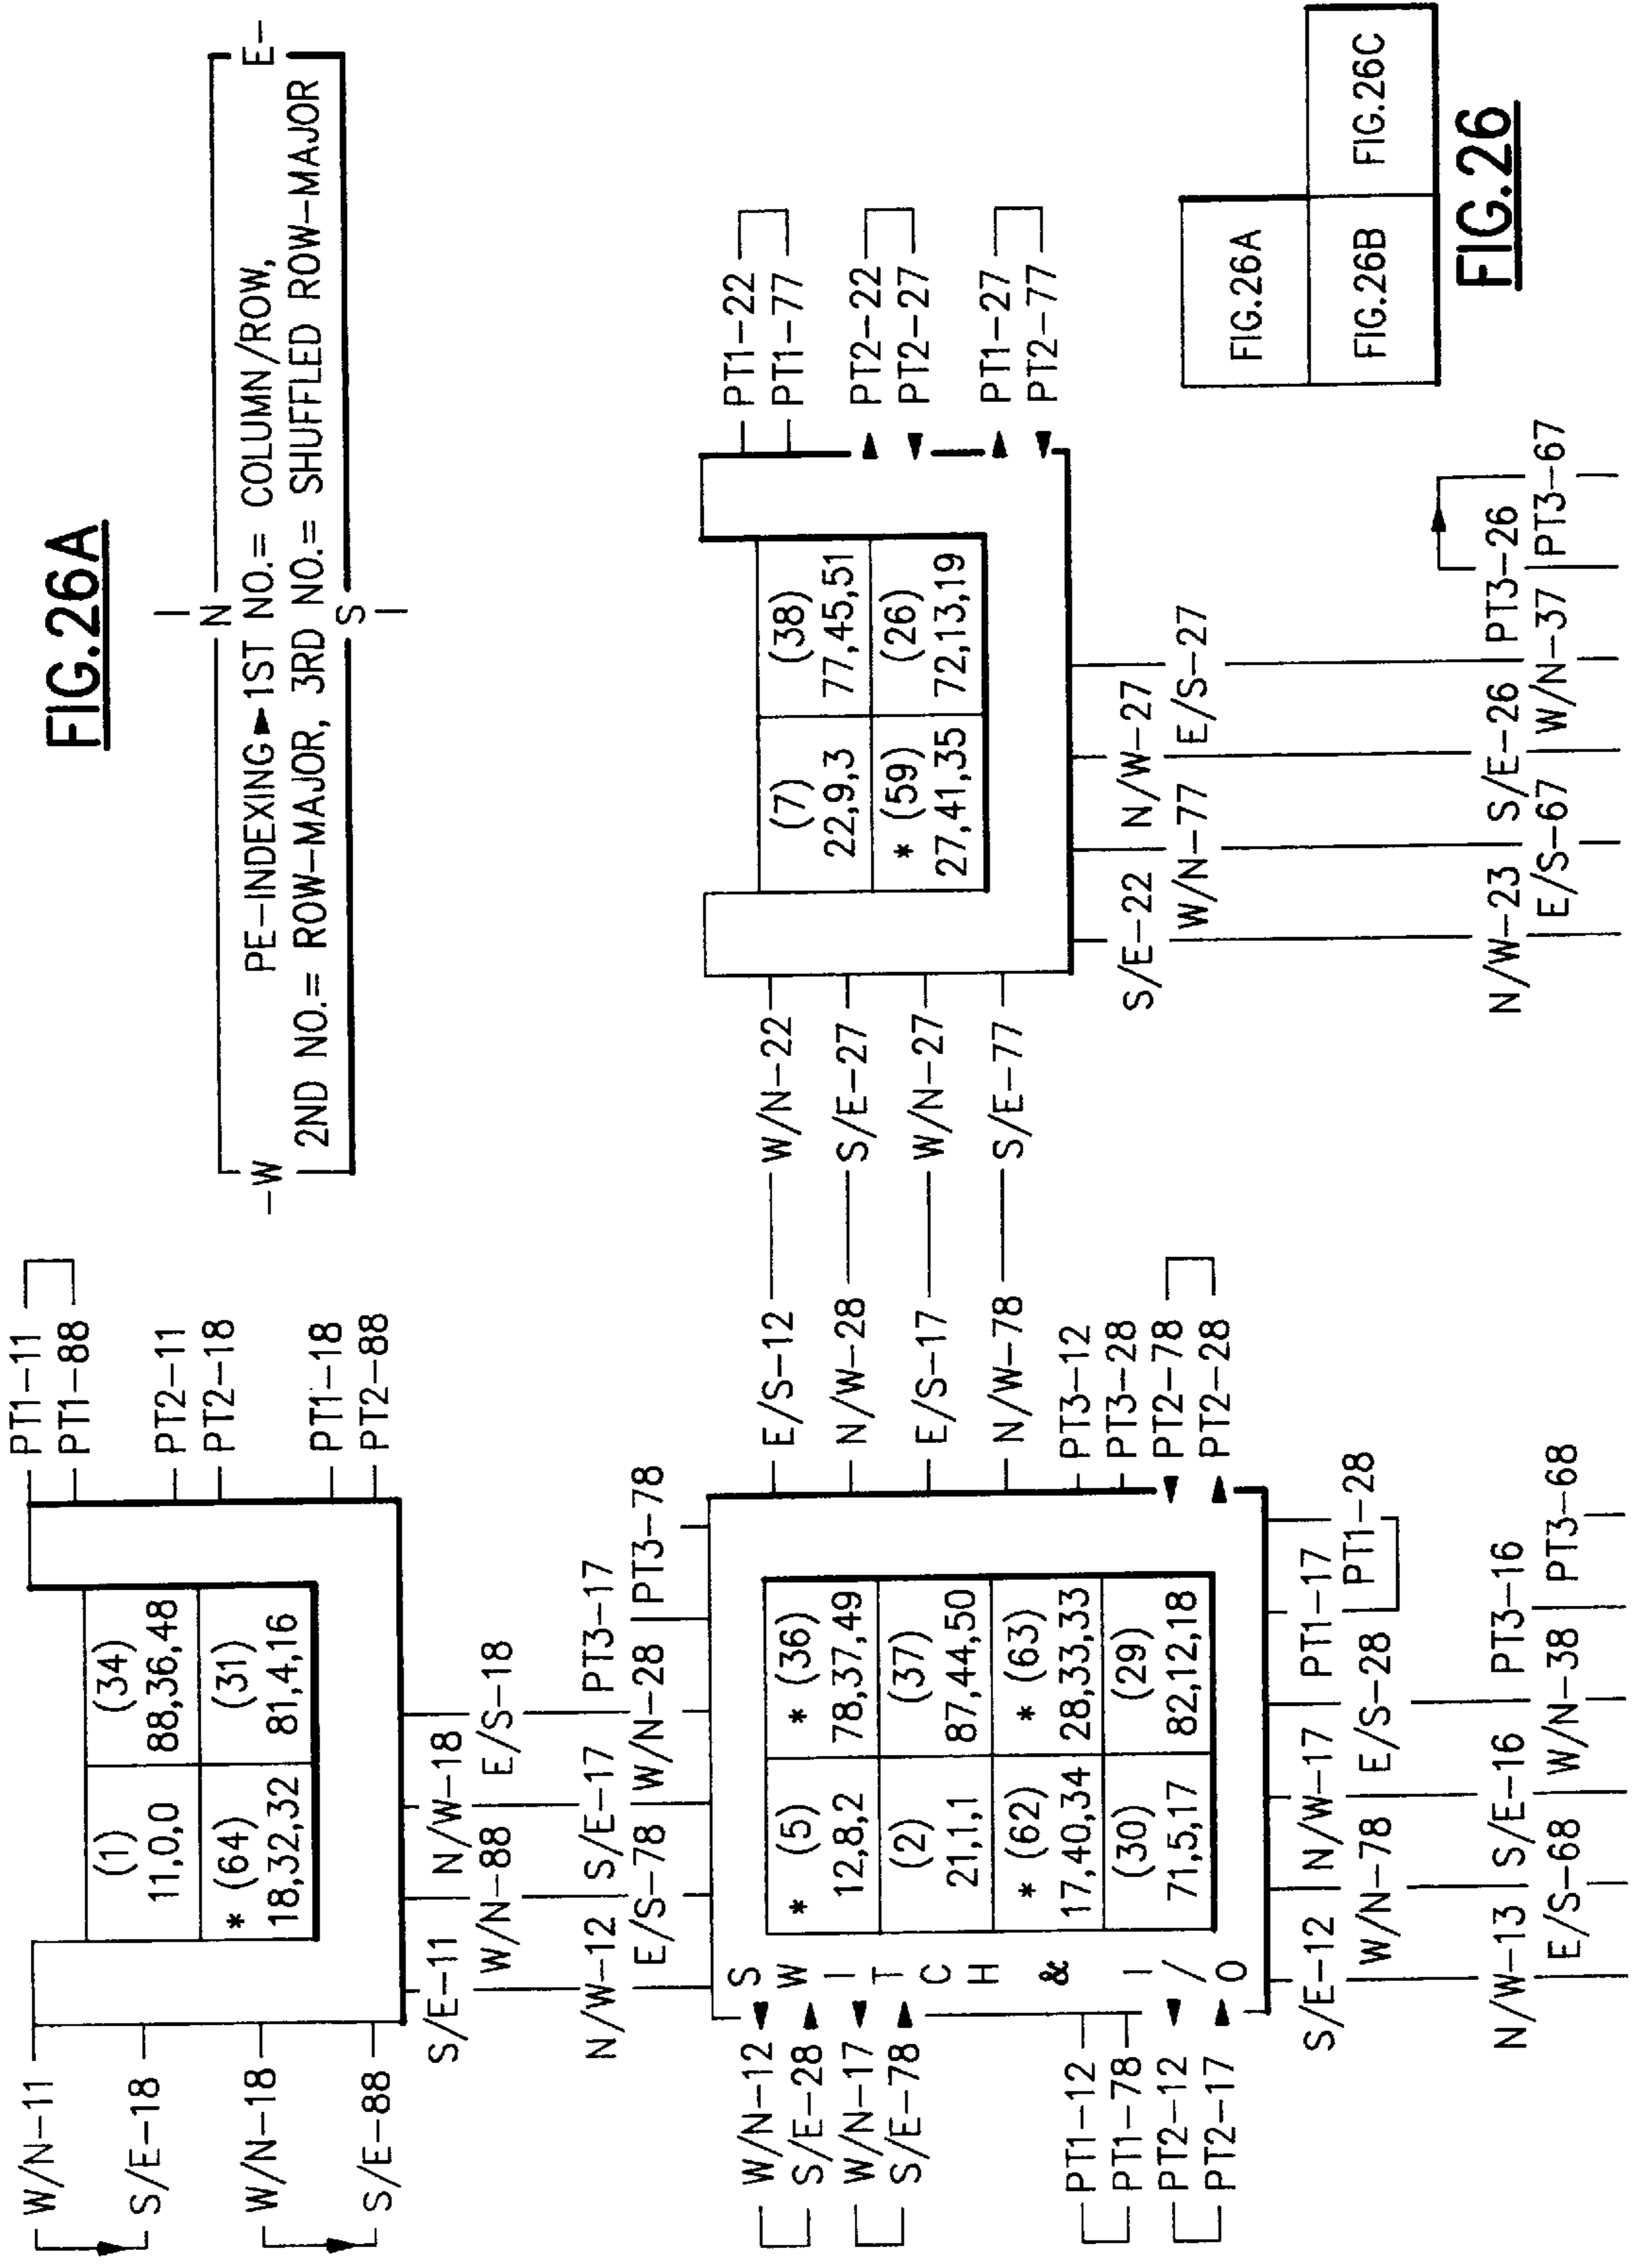 FIG.26A
N
-W
E-
S
PE-INDEXING►1ST NO.= COLUMN/ROW,
2ND NO.= ROW-MAJOR, 3RD NO.= SHUFFLED ROW-MAJOR
W/N-11
S/E-18
W/N-18
S/E-88
(1)
11,0,0
(34)
88,36,48
* (64)
18,32,32
(31)
81,4,16
PT1-11
PT1-88
PT2-11
PT2-18
PT1-18
PT2-88
S/E-11
N/W-18
W/N-88
E/S-18
N/W-12
S/E-17
PT3-17
E/S-78
W/N-28
PT3-78
W/N-12
S/E-28
W/N-17
S/E-78
PT1-12
PT1-78
PT2-12
PT2-17
SWITCH & I/O
* (5)
12,8,2
* (36)
78,37,49
(2)
21,1,1
(37)
87,44,50
* (62)
17,40,34
* (63)
28,33,33
(30)
71,5,17
(29)
82,12,18
E/S-12
W/N-22
N/W-28
S/E-27
E/S-17
W/N-27
N/W-78
S/E-77
PT3-12
PT3-28
PT2-78
PT2-28
S/E-12
N/W-17
PT1-17
W/N-78
E/S-28
PT1-28
N/W-13
S/E-16
PT3-16
E/S-68
W/N-38
PT3-68
(7)
22,9,3
(38)
77,45,51
* (59)
27,41,35
(26)
72,13,19
PT1-22
PT1-77
PT2-22
PT2-27
PT1-27
PT2-77
S/E-22
N/W-27
W/N-77
E/S-27
N/W-23
S/E-26
PT3-26
E/S-67
W/N-37
PT3-67
FIG.26A
FIG.26B
FIG.26C
FIG.26